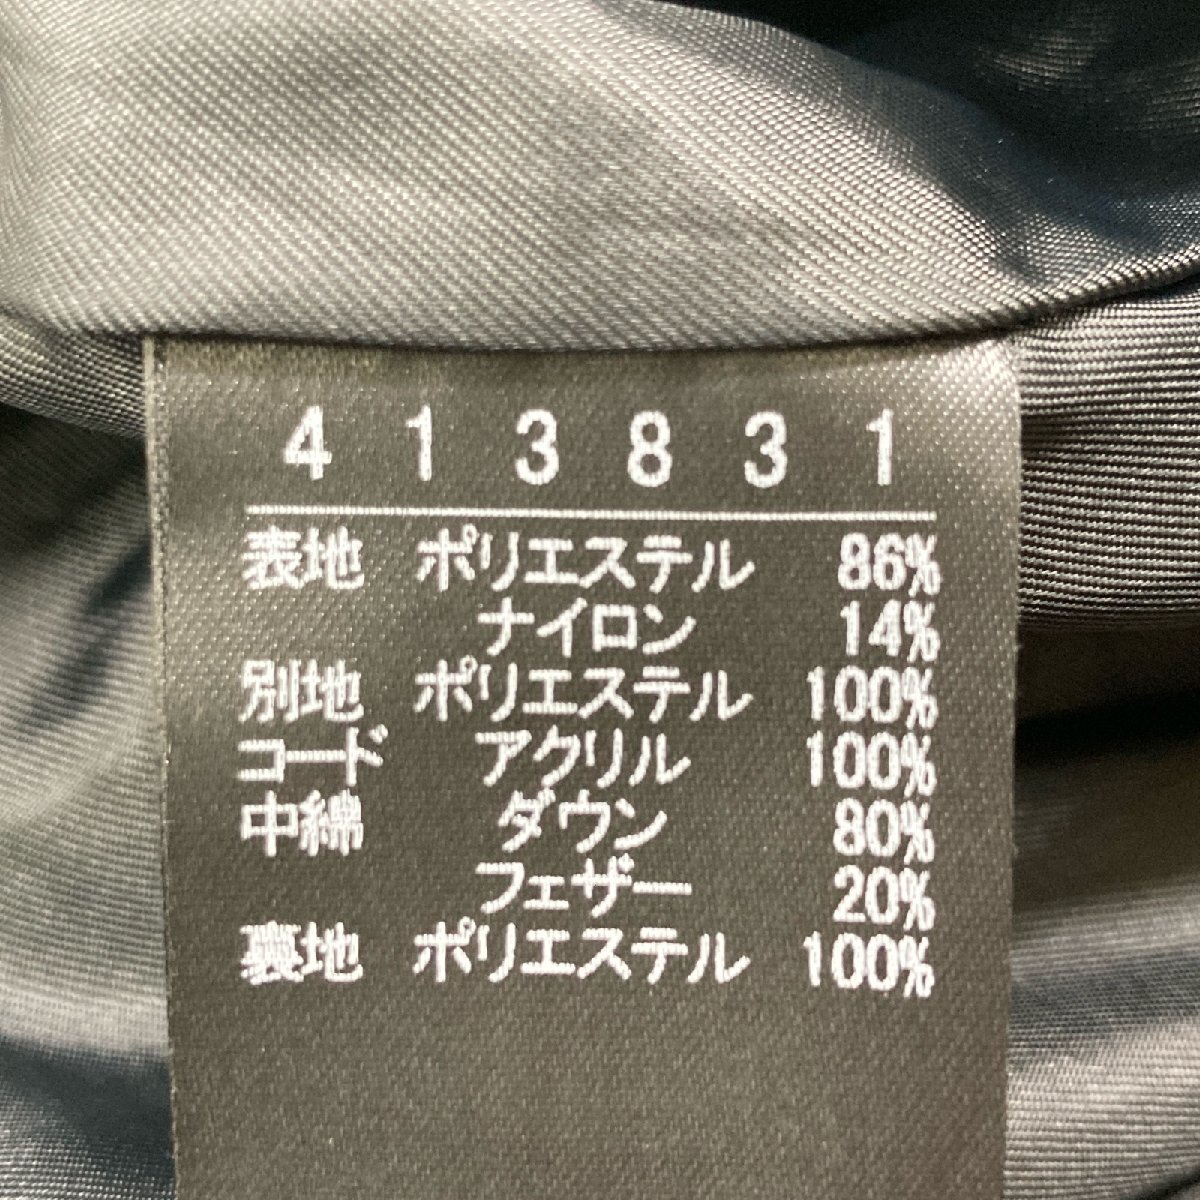 4 1 3 8 3 1
表地 ポリエステル 86%
ナイロン 14%
別地 ポリエステル 100%
コード アクリル 100%
中綿 ダウン 80%
フェザー 20%
裏地 ポリエステル 100%